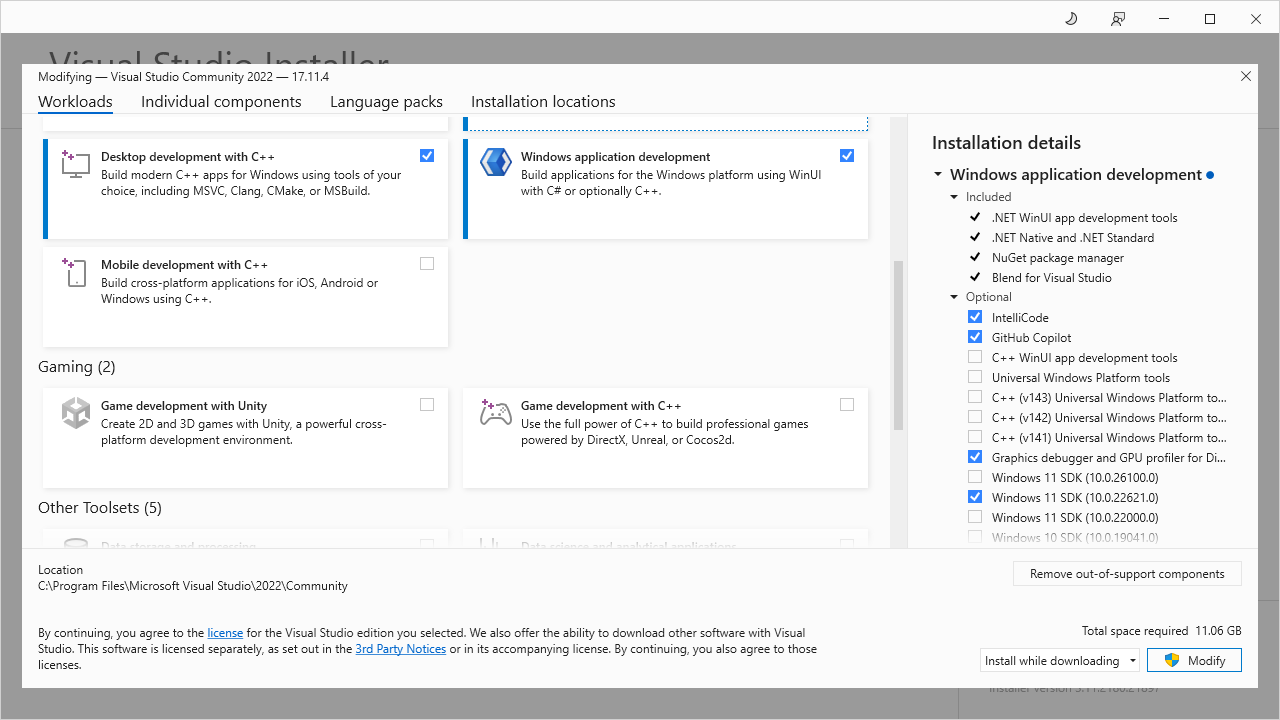 Visual Studio Installer
Modifying — Visual Studio Community 2022 — 17.11.4
Workloads
Individual components
Language packs
Installation locations
Desktop development with C++
Build modern C++ apps for Windows using tools of your
choice, including MSVC, Clang, CMake, or MSBuild.
Windows application development
Build applications for the Windows platform using WinUI
with C# or optionally C++.
Mobile development with C++
Build cross-platform applications for iOS, Android or
Windows using C++.
Gaming (2)
Game development with Unity
Create 2D and 3D games with Unity, a powerful cross-
platform development environment.
Game development with C++
Use the full power of C++ to build professional games
powered by DirectX, Unreal, or Cocos2d.
Other Toolsets (5)
Data storage and processing
Data science and analytical applications
Installation details
Windows application development
Included
.NET WinUI app development tools
.NET Native and .NET Standard
NuGet package manager
Blend for Visual Studio
Optional
IntelliCode
GitHub Copilot
C++ WinUI app development tools
Universal Windows Platform tools
C++ (v143) Universal Windows Platform to...
C++ (v142) Universal Windows Platform to...
C++ (v141) Universal Windows Platform to...
Graphics debugger and GPU profiler for Di...
Windows 11 SDK (10.0.26100.0)
Windows 11 SDK (10.0.22621.0)
Windows 11 SDK (10.0.22000.0)
Windows 10 SDK (10.0.19041.0)
Location
C:\Program Files\Microsoft Visual Studio\2022\Community
Remove out-of-support components
By continuing, you agree to the license for the Visual Studio edition you selected. We also offer the ability to download other software with Visual
Studio. This software is licensed separately, as set out in the 3rd Party Notices or in its accompanying license. By continuing, you also agree to those
licenses.
Total space required 11.06 GB
Install while downloading
Modify
Installer version